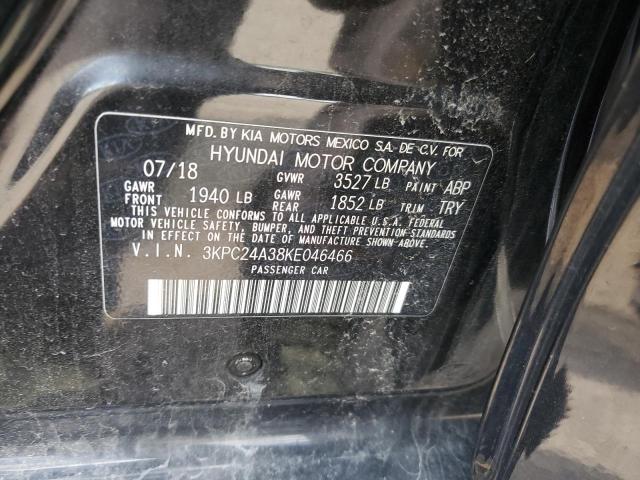 MFD. BY KIA MOTORS MEXICO S.A. DE C.V. FOR
HYUNDAI MOTOR COMPANY
07/18 GVWR 3527 LB PAINT ABP
GAWR FRONT 1940 LB GAWR REAR 1852 LB TRIM TRY
THIS VEHICLE CONFORMS TO ALL APPLICABLE U.S.A. FEDERAL
MOTOR VEHICLE SAFETY, BUMPER, AND THEFT
PREVENTION STANDARDS IN EFFECT ON THE
DATE OF MANUFACTURE SHOWN ABOVE.
V.I.N. 3KPC24A38KE046466
PASSENGER CAR